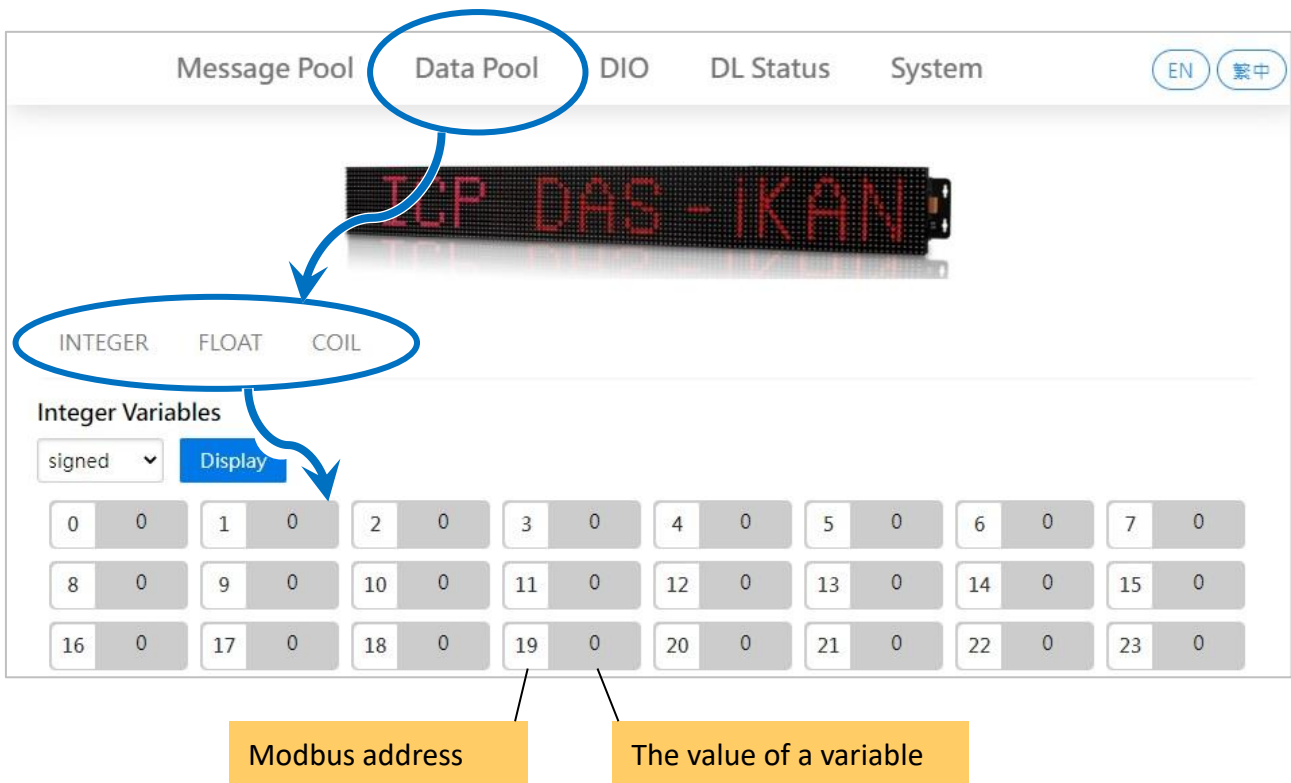 Message Pool Data Pool DIO DL Status System EN 繁中
ICP DAS - iKAN
INTEGER FLOAT COIL
Integer Variables
signed Display
0 0 1 0 2 0 3 0 4 0 5 0 6 0 7 0
8 0 9 0 10 0 11 0 12 0 13 0 14 0 15 0
16 0 17 0 18 0 19 0 20 0 21 0 22 0 23 0
Modbus address The value of a variable